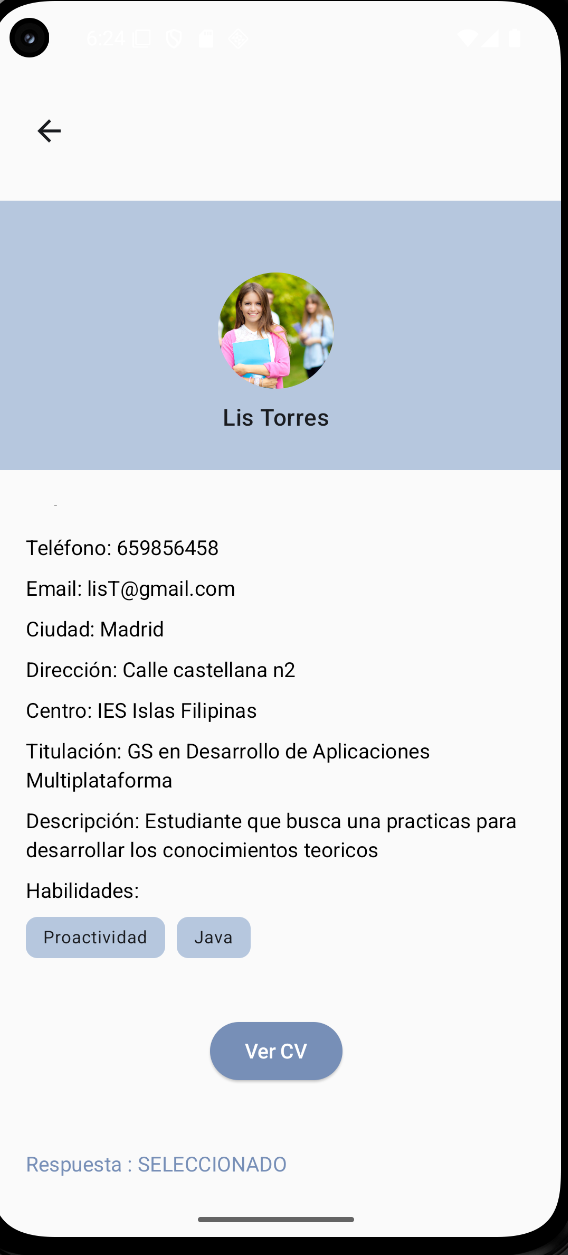 5:24
Lis Torres
Teléfono: 659856458
Email: lisT@gmail.com
Ciudad: Madrid
Dirección: Calle castellana n2
Centro: IES Islas Filipinas
Titulación: GS en Desarrollo de Aplicaciones
Multiplataforma
Descripción: Estudiante que busca una practicas para
desarrollar los conocimientos teoricos
Habilidades:
Proactividad Java
Ver CV
Respuesta : SELECCIONADO